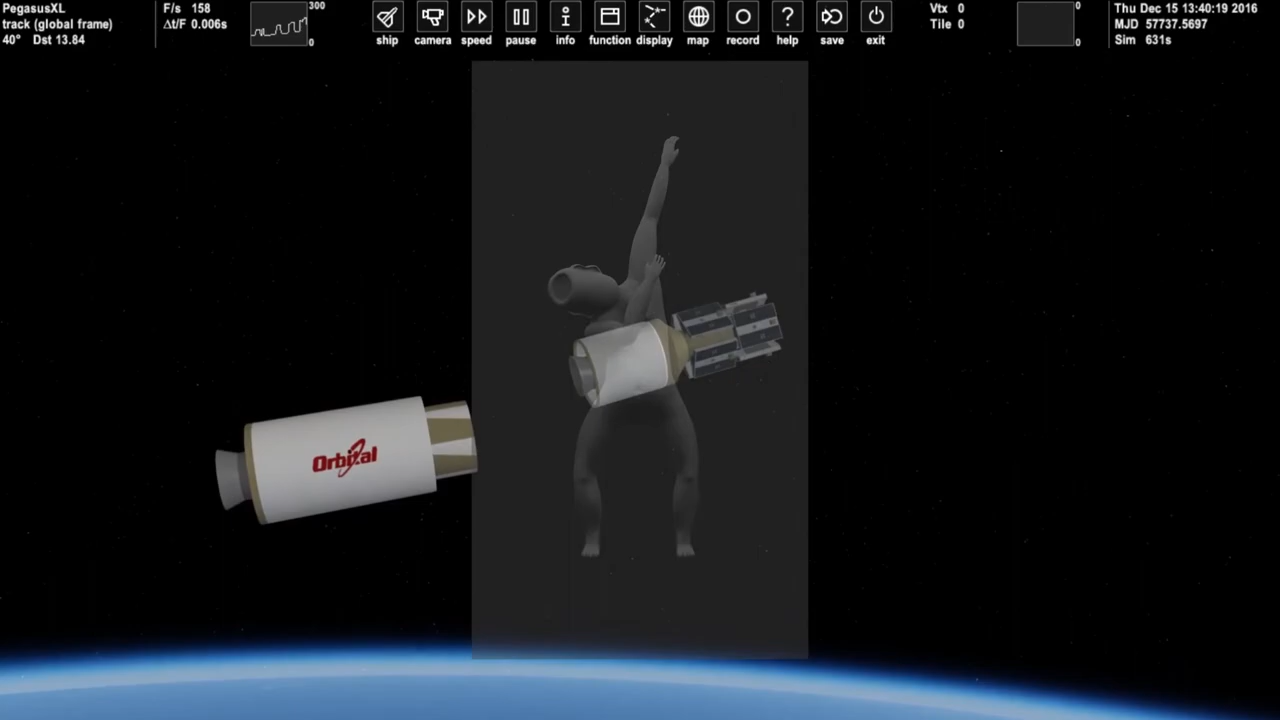 PegasusXL
track (global frame)
40° Dst 13.84
F/s 158
Δt/F 0.006s
300
0
ship
camera
speed
pause
info
function
display
map
record
help
save
exit
Vtx 0
Tile 0
0
0
Thu Dec 15 13:40:19 2016
MJD 57737.5697
Sim 631s
Orbital